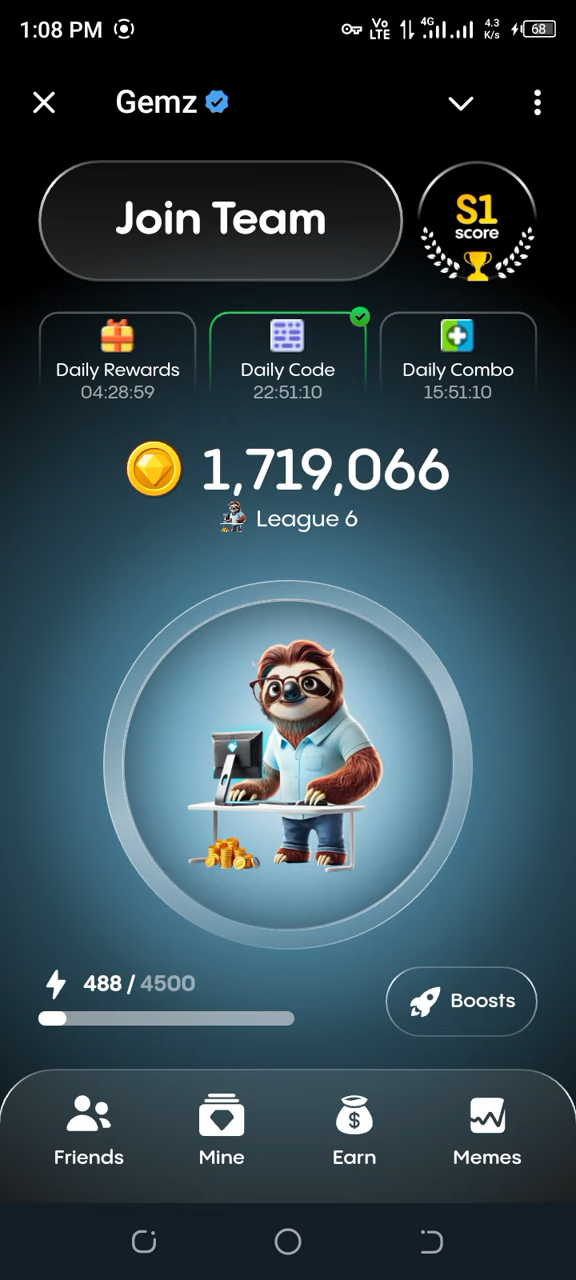 1:08 PM Vo LTE 4G 4.3 K/s 68
Gemz
Join Team
S1
score
Daily Rewards
04:28:59
Daily Code
22:51:10
Daily Combo
15:51:10
1,719,066
League 6
488 / 4500
Boosts
Friends
Mine
Earn
Memes